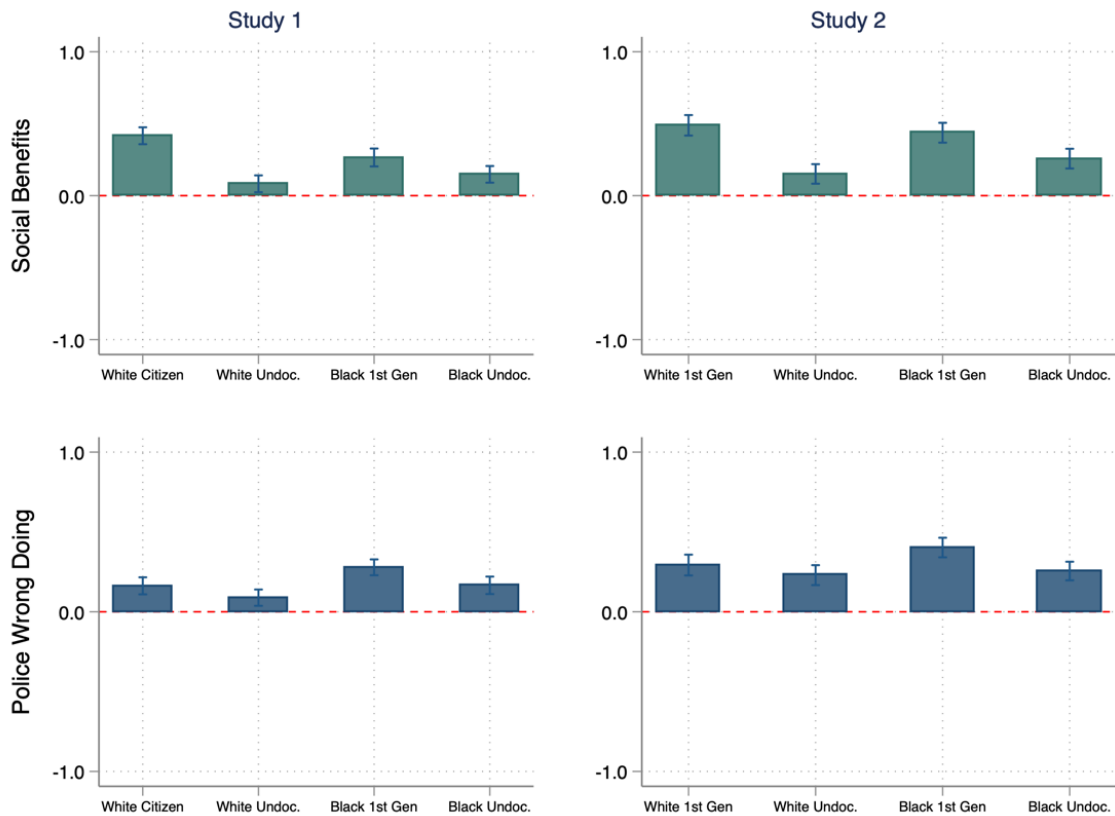 Study 1
Study 2
Social Benefits
1.0
0.0
-1.0
White Citizen White Undoc. Black 1st Gen Black Undoc.
1.0
0.0
-1.0
White 1st Gen White Undoc. Black 1st Gen Black Undoc.
Police Wrong Doing
1.0
0.0
-1.0
White Citizen White Undoc. Black 1st Gen Black Undoc.
1.0
0.0
-1.0
White 1st Gen White Undoc. Black 1st Gen Black Undoc.